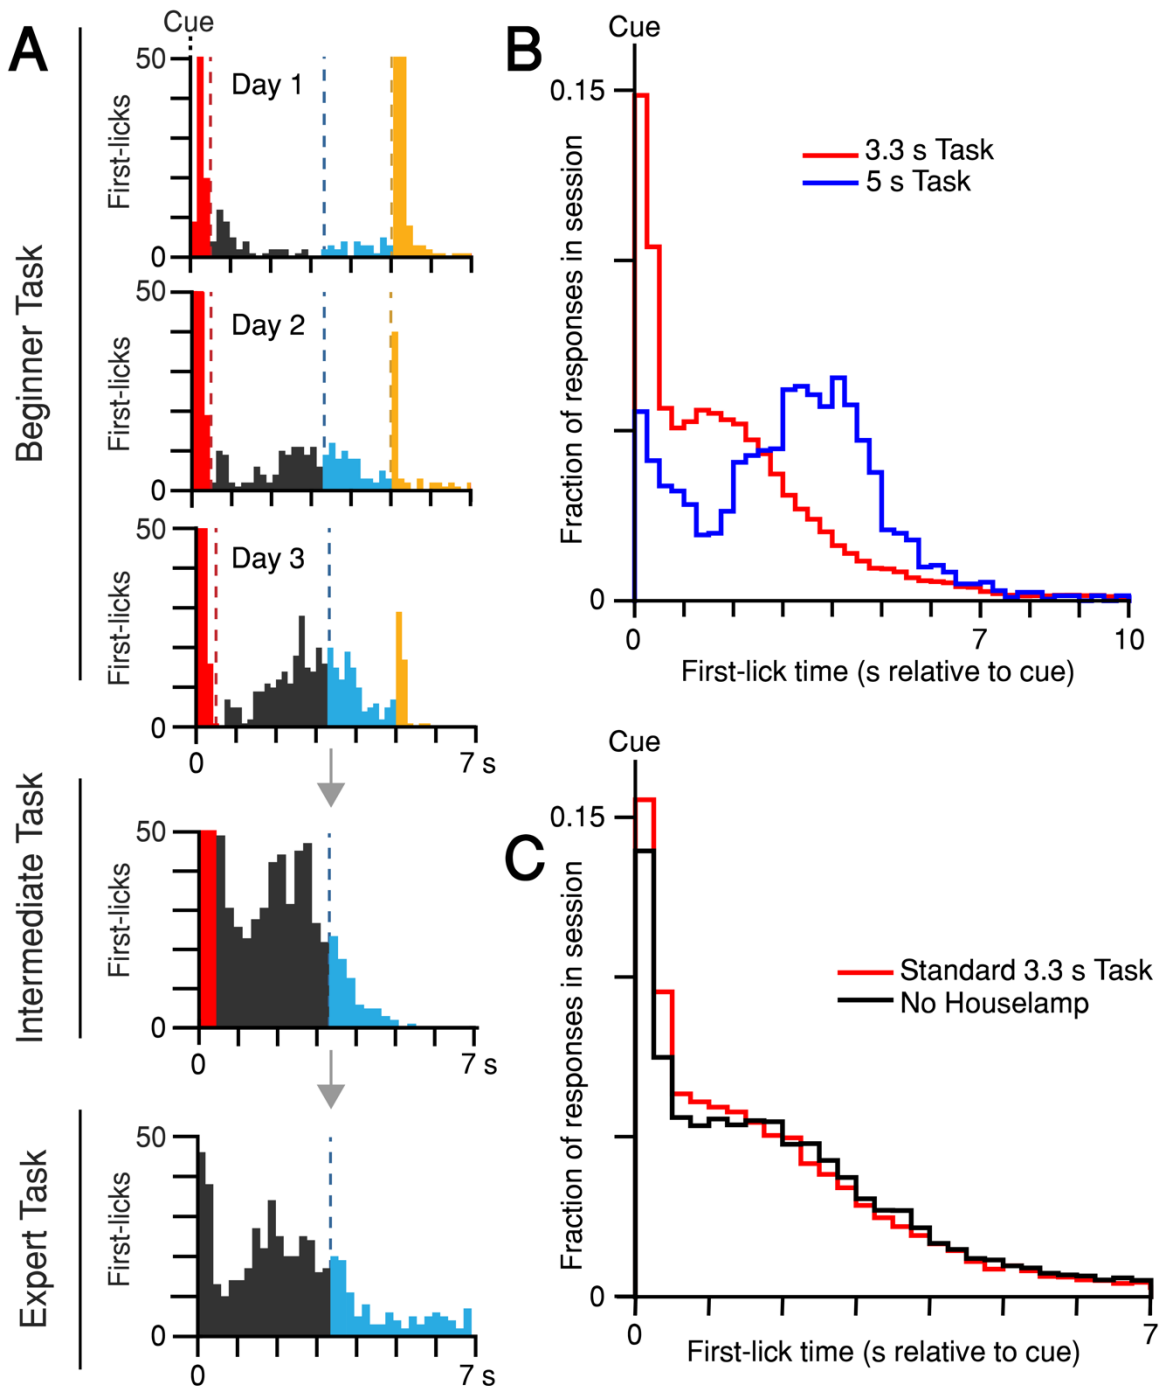 A
Beginner Task
Cue
50
First-licks
0
Day 1
50
First-licks
0
Day 2
50
First-licks
0
Day 3
0
7 s
Intermediate Task
50
First-licks
0
0
7 s
Expert Task
50
First-licks
0
0
7 s
B
Cue
0.15
Fraction of responses in session
3.3 s Task
5 s Task
0
0
7
10
First-lick time (s relative to cue)
C
Cue
0.15
Fraction of responses in session
Standard 3.3 s Task
No Houselamp
0
0
7
First-lick time (s relative to cue)